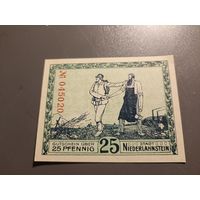 № 045020
GUTSCHEIN ÜBER
25 PFENNIG
25
STADT
NIEDERLAHNSTEIN